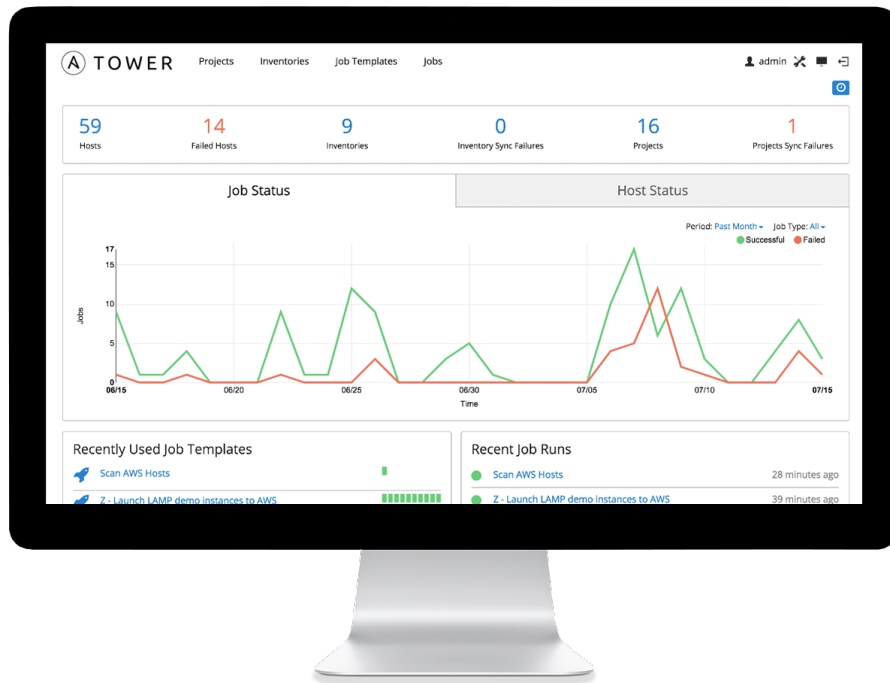 A TOWER Projects Inventories Job Templates Jobs admin
59 14 9 0 16 1
Hosts Failed Hosts Inventories Inventory Sync Failures Projects Projects Sync Failures
Job Status Host Status
Period: Past Month Job Type: All
Successful Failed
17
15
10
5
0
Jobs
06/15 06/20 06/25 06/30 07/05 07/10 07/15
Time
Recently Used Job Templates
Scan AWS Hosts
Z - Launch LAMP demo instances to AWS
Recent Job Runs
Scan AWS Hosts 28 minutes ago
Z - Launch LAMP demo instances to AWS 39 minutes ago